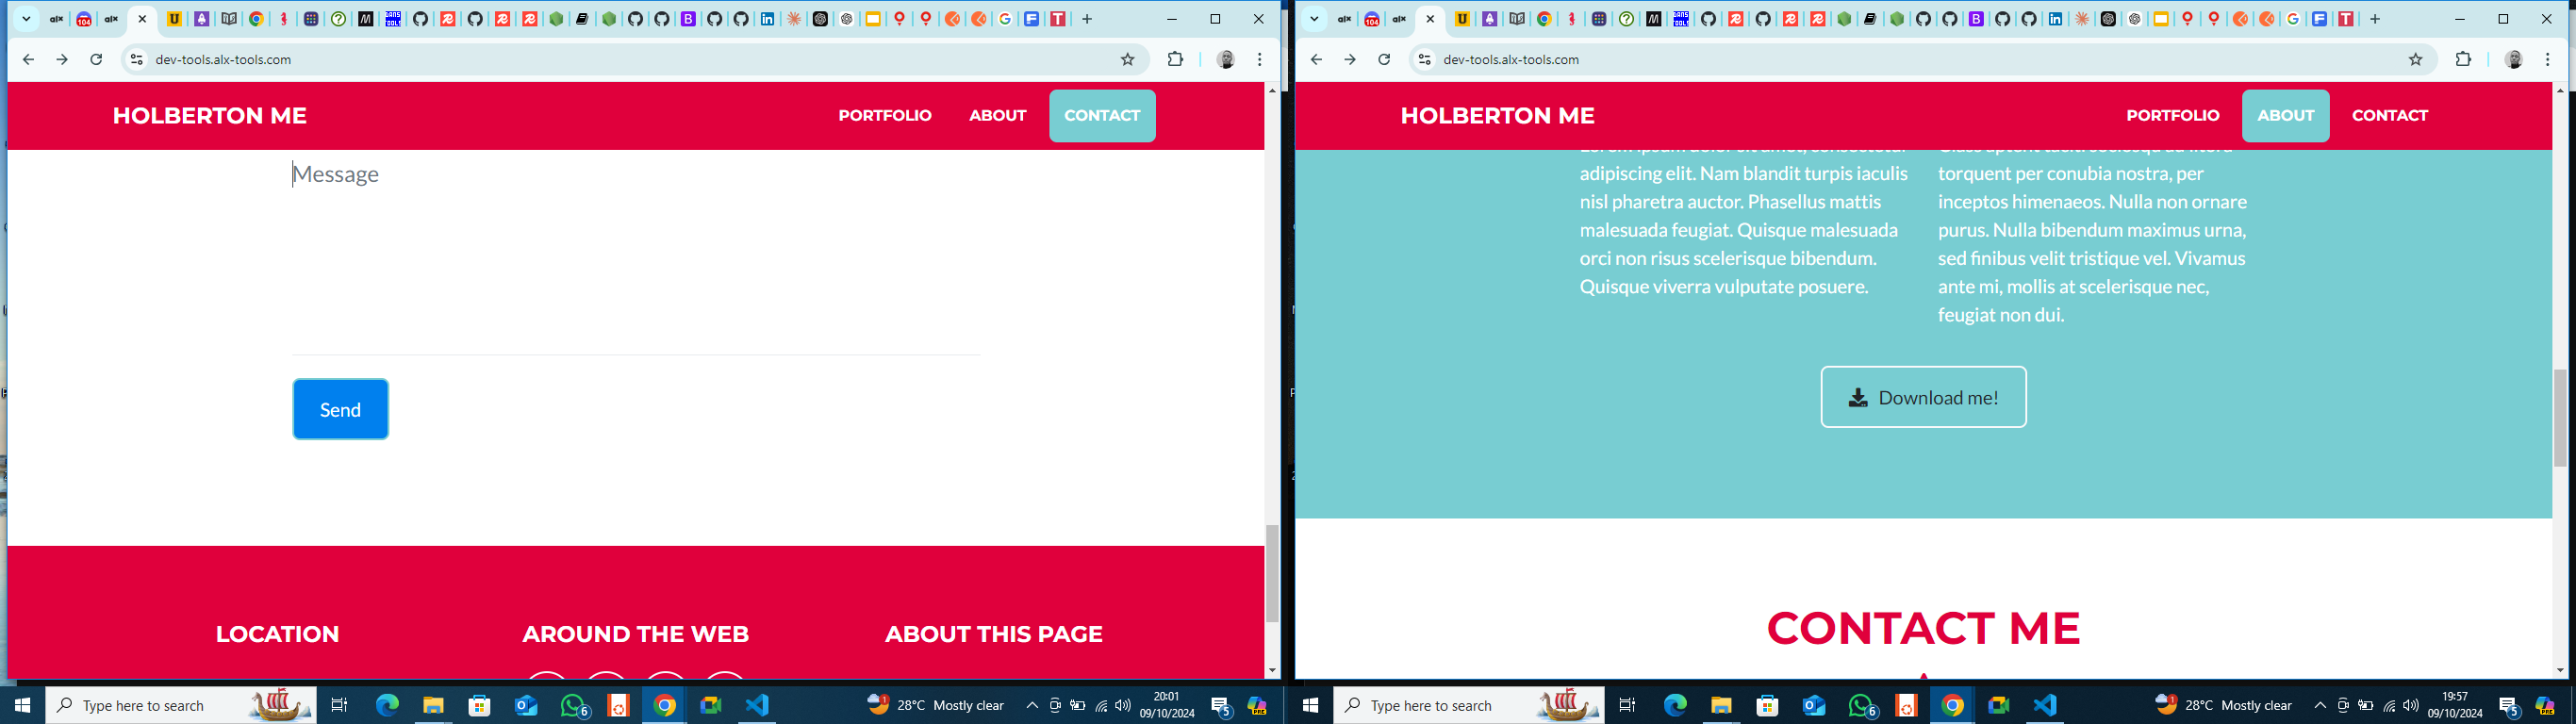 dev-tools.alx-tools.com
HOLBERTON ME
PORTFOLIO
ABOUT
CONTACT
Message
Send
LOCATION
AROUND THE WEB
ABOUT THIS PAGE
Type here to search
6
28°C Mostly clear
20:01
09/10/2024
5
dev-tools.alx-tools.com
HOLBERTON ME
PORTFOLIO
ABOUT
CONTACT
adipiscing elit. Nam blandit turpis iaculis
nisl pharetra auctor. Phasellus mattis
malesuada feugiat. Quisque malesuada
orci non risus scelerisque bibendum.
Quisque viverra vulputate posuere.
torquent per conubia nostra, per
inceptos himenaeos. Nulla non ornare
purus. Nulla bibendum maximus urna,
sed finibus velit tristique vel. Vivamus
ante mi, mollis at scelerisque nec,
feugiat non dui.
Download me!
CONTACT ME
Type here to search
6
28°C Mostly clear
19:57
09/10/2024
5